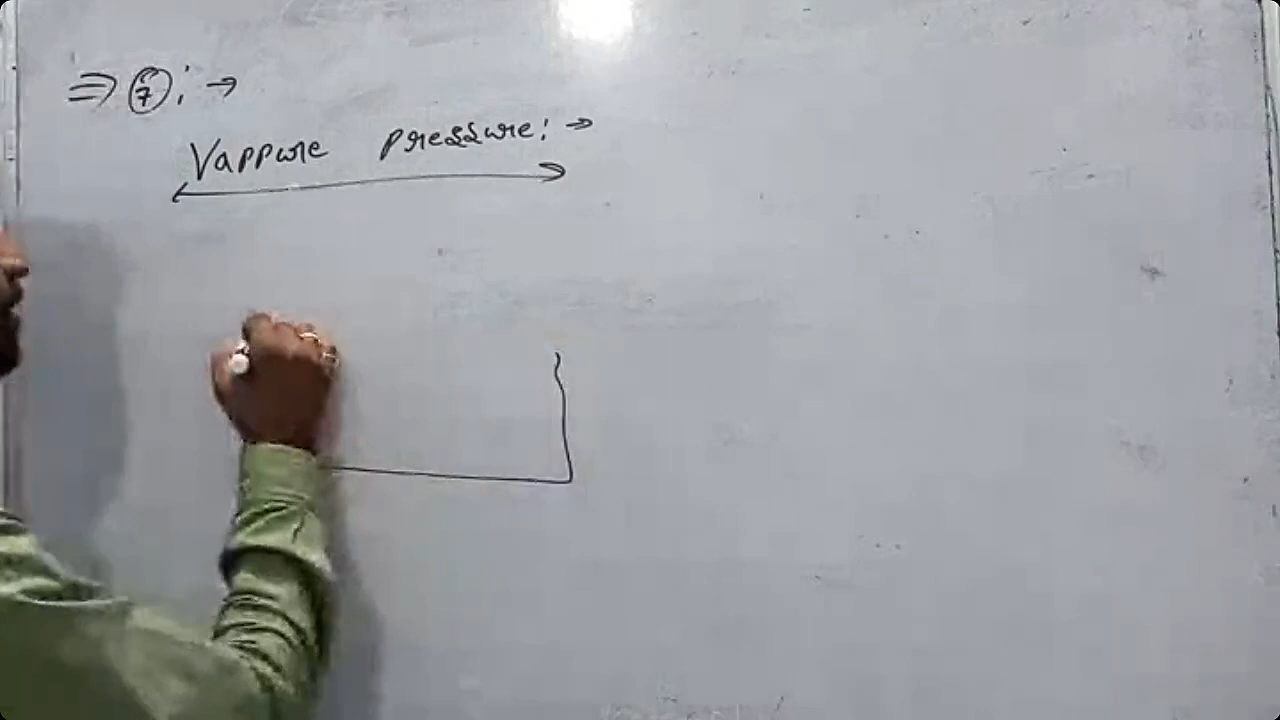 ⇒ ⑦ : →
Vappure pressure : →